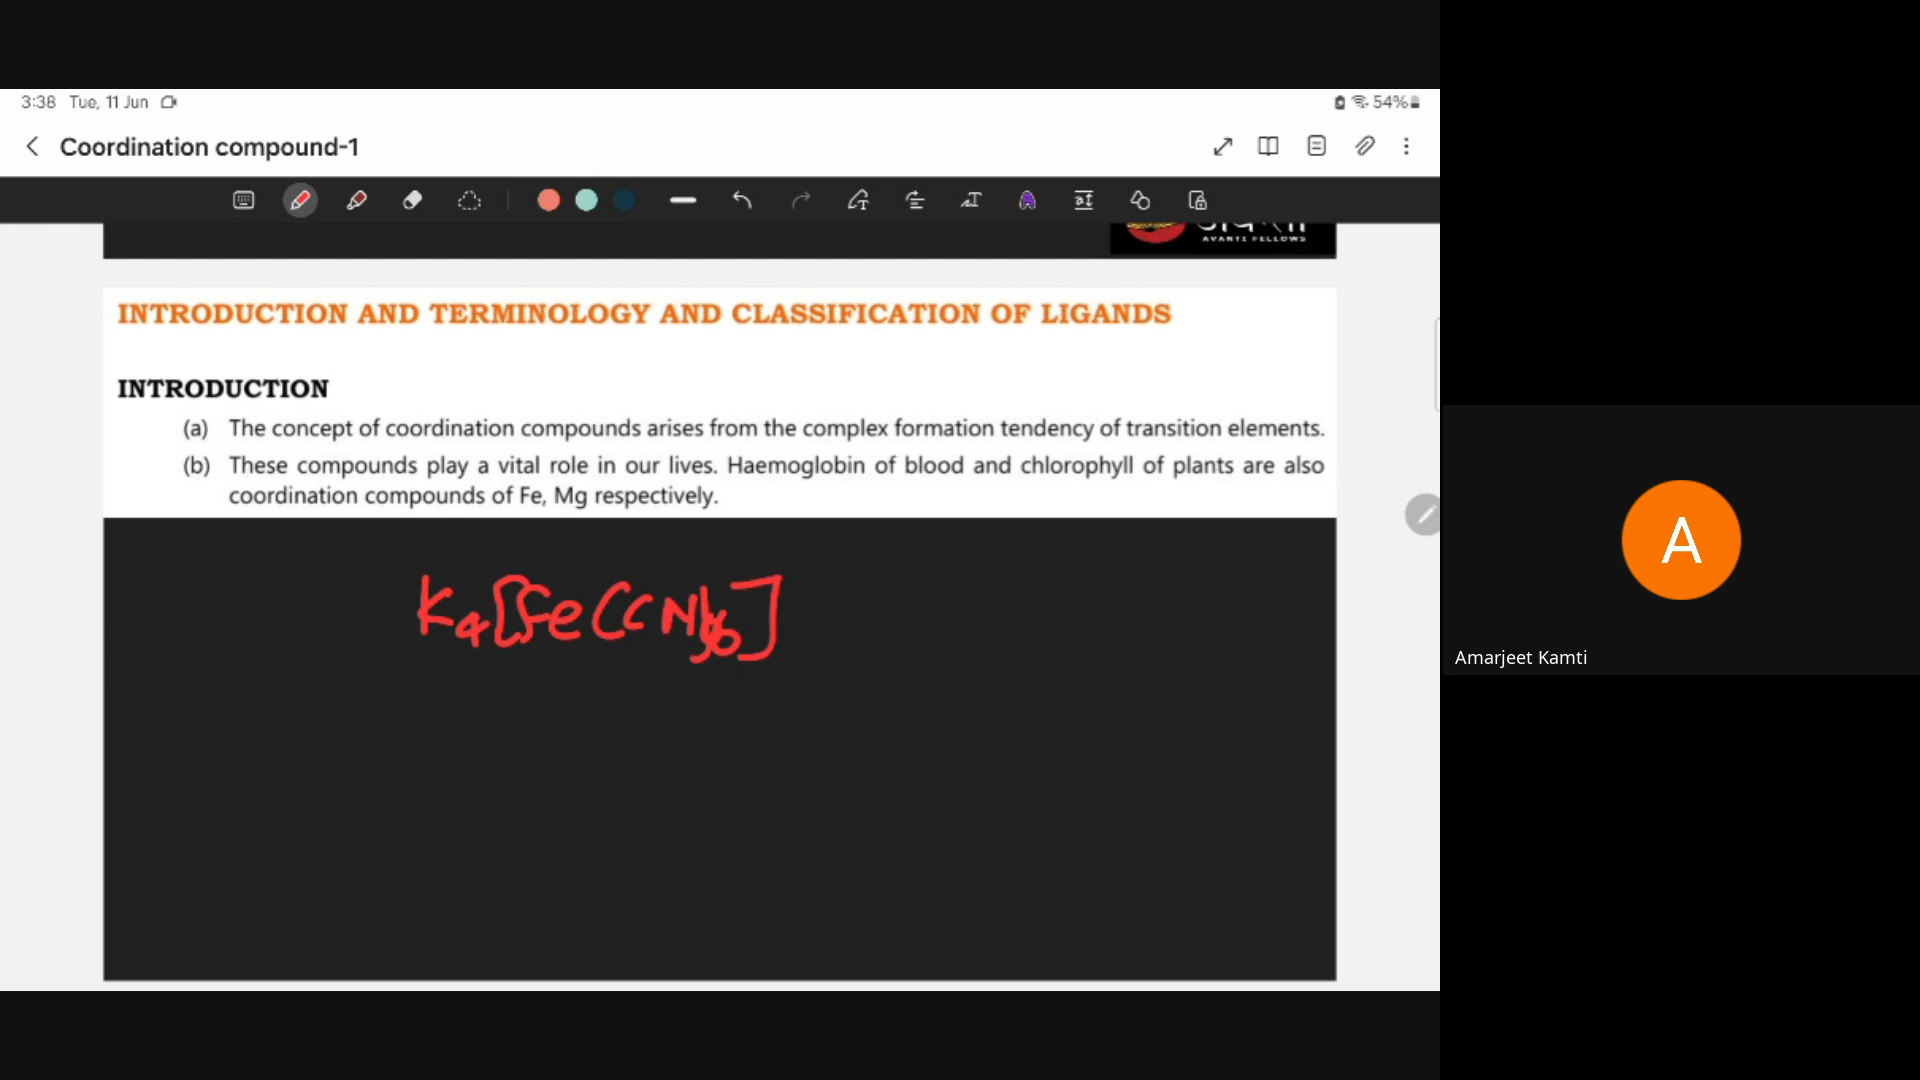 3:38 Tue, 11 Jun
54%
Coordination compound-1
AVANTI FELLOWS
INTRODUCTION AND TERMINOLOGY AND CLASSIFICATION OF LIGANDS
INTRODUCTION
(a) The concept of coordination compounds arises from the complex formation tendency of transition elements.
(b) These compounds play a vital role in our lives. Haemoglobin of blood and chlorophyll of plants are also
coordination compounds of Fe, Mg respectively.
K4[Fe(CN)6]
A
Amarjeet Kamti